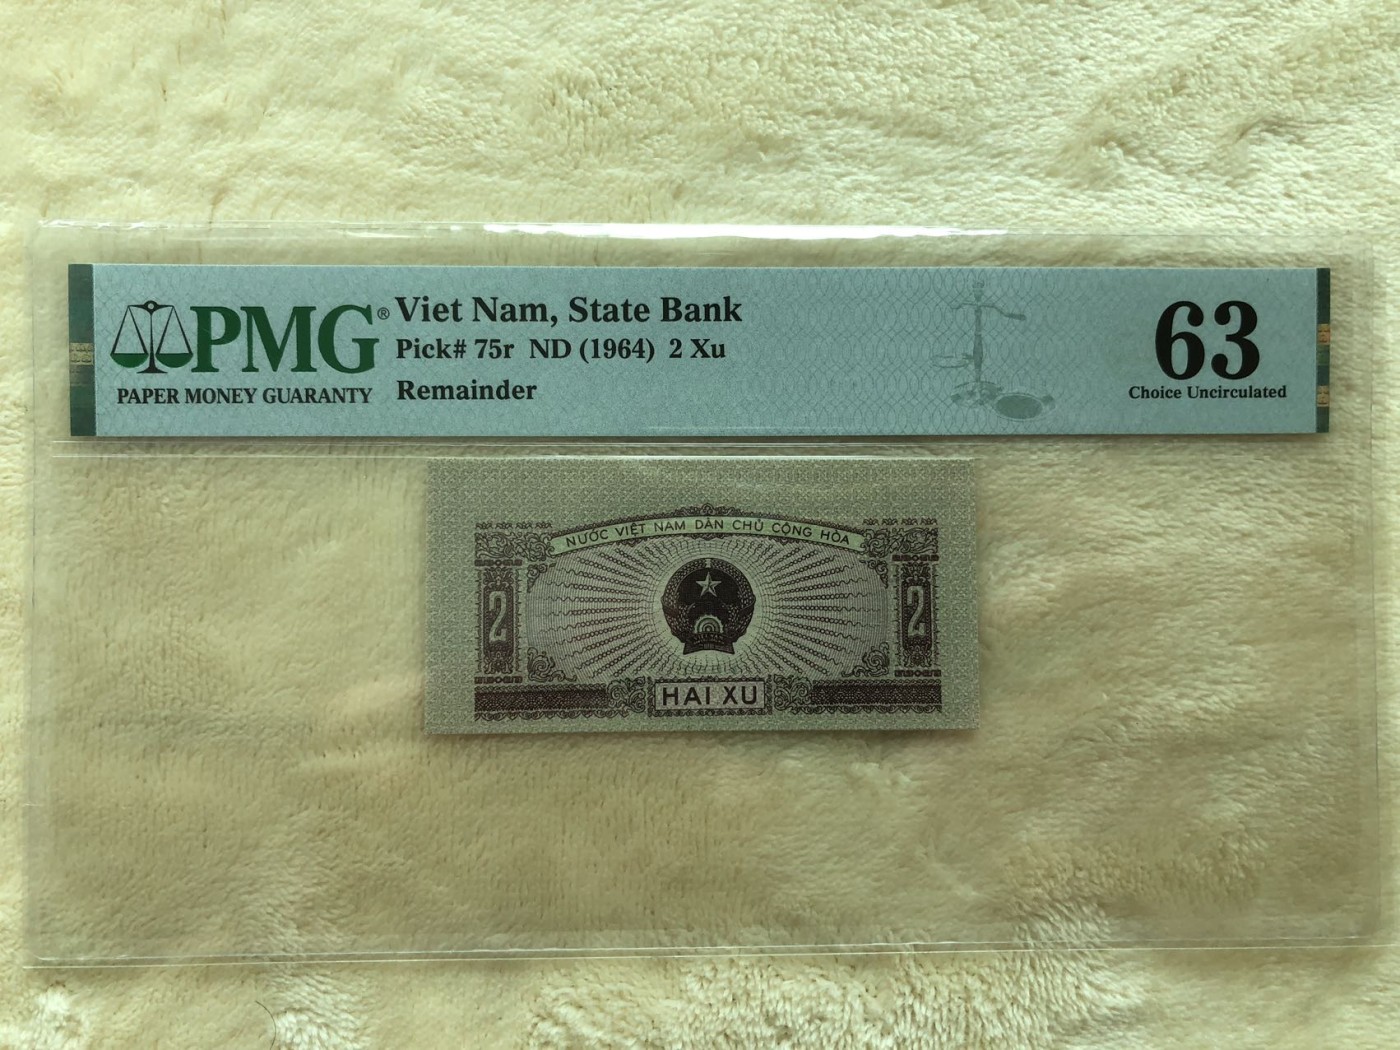 PMG® Viet Nam, State Bank
Pick# 75r ND (1964) 2 Xu
PAPER MONEY GUARANTY Remainder
63
Choice Uncirculated
NƯỚC VIỆT NAM DÂN CHỦ CỘNG HÒA
2 2
HAI XU